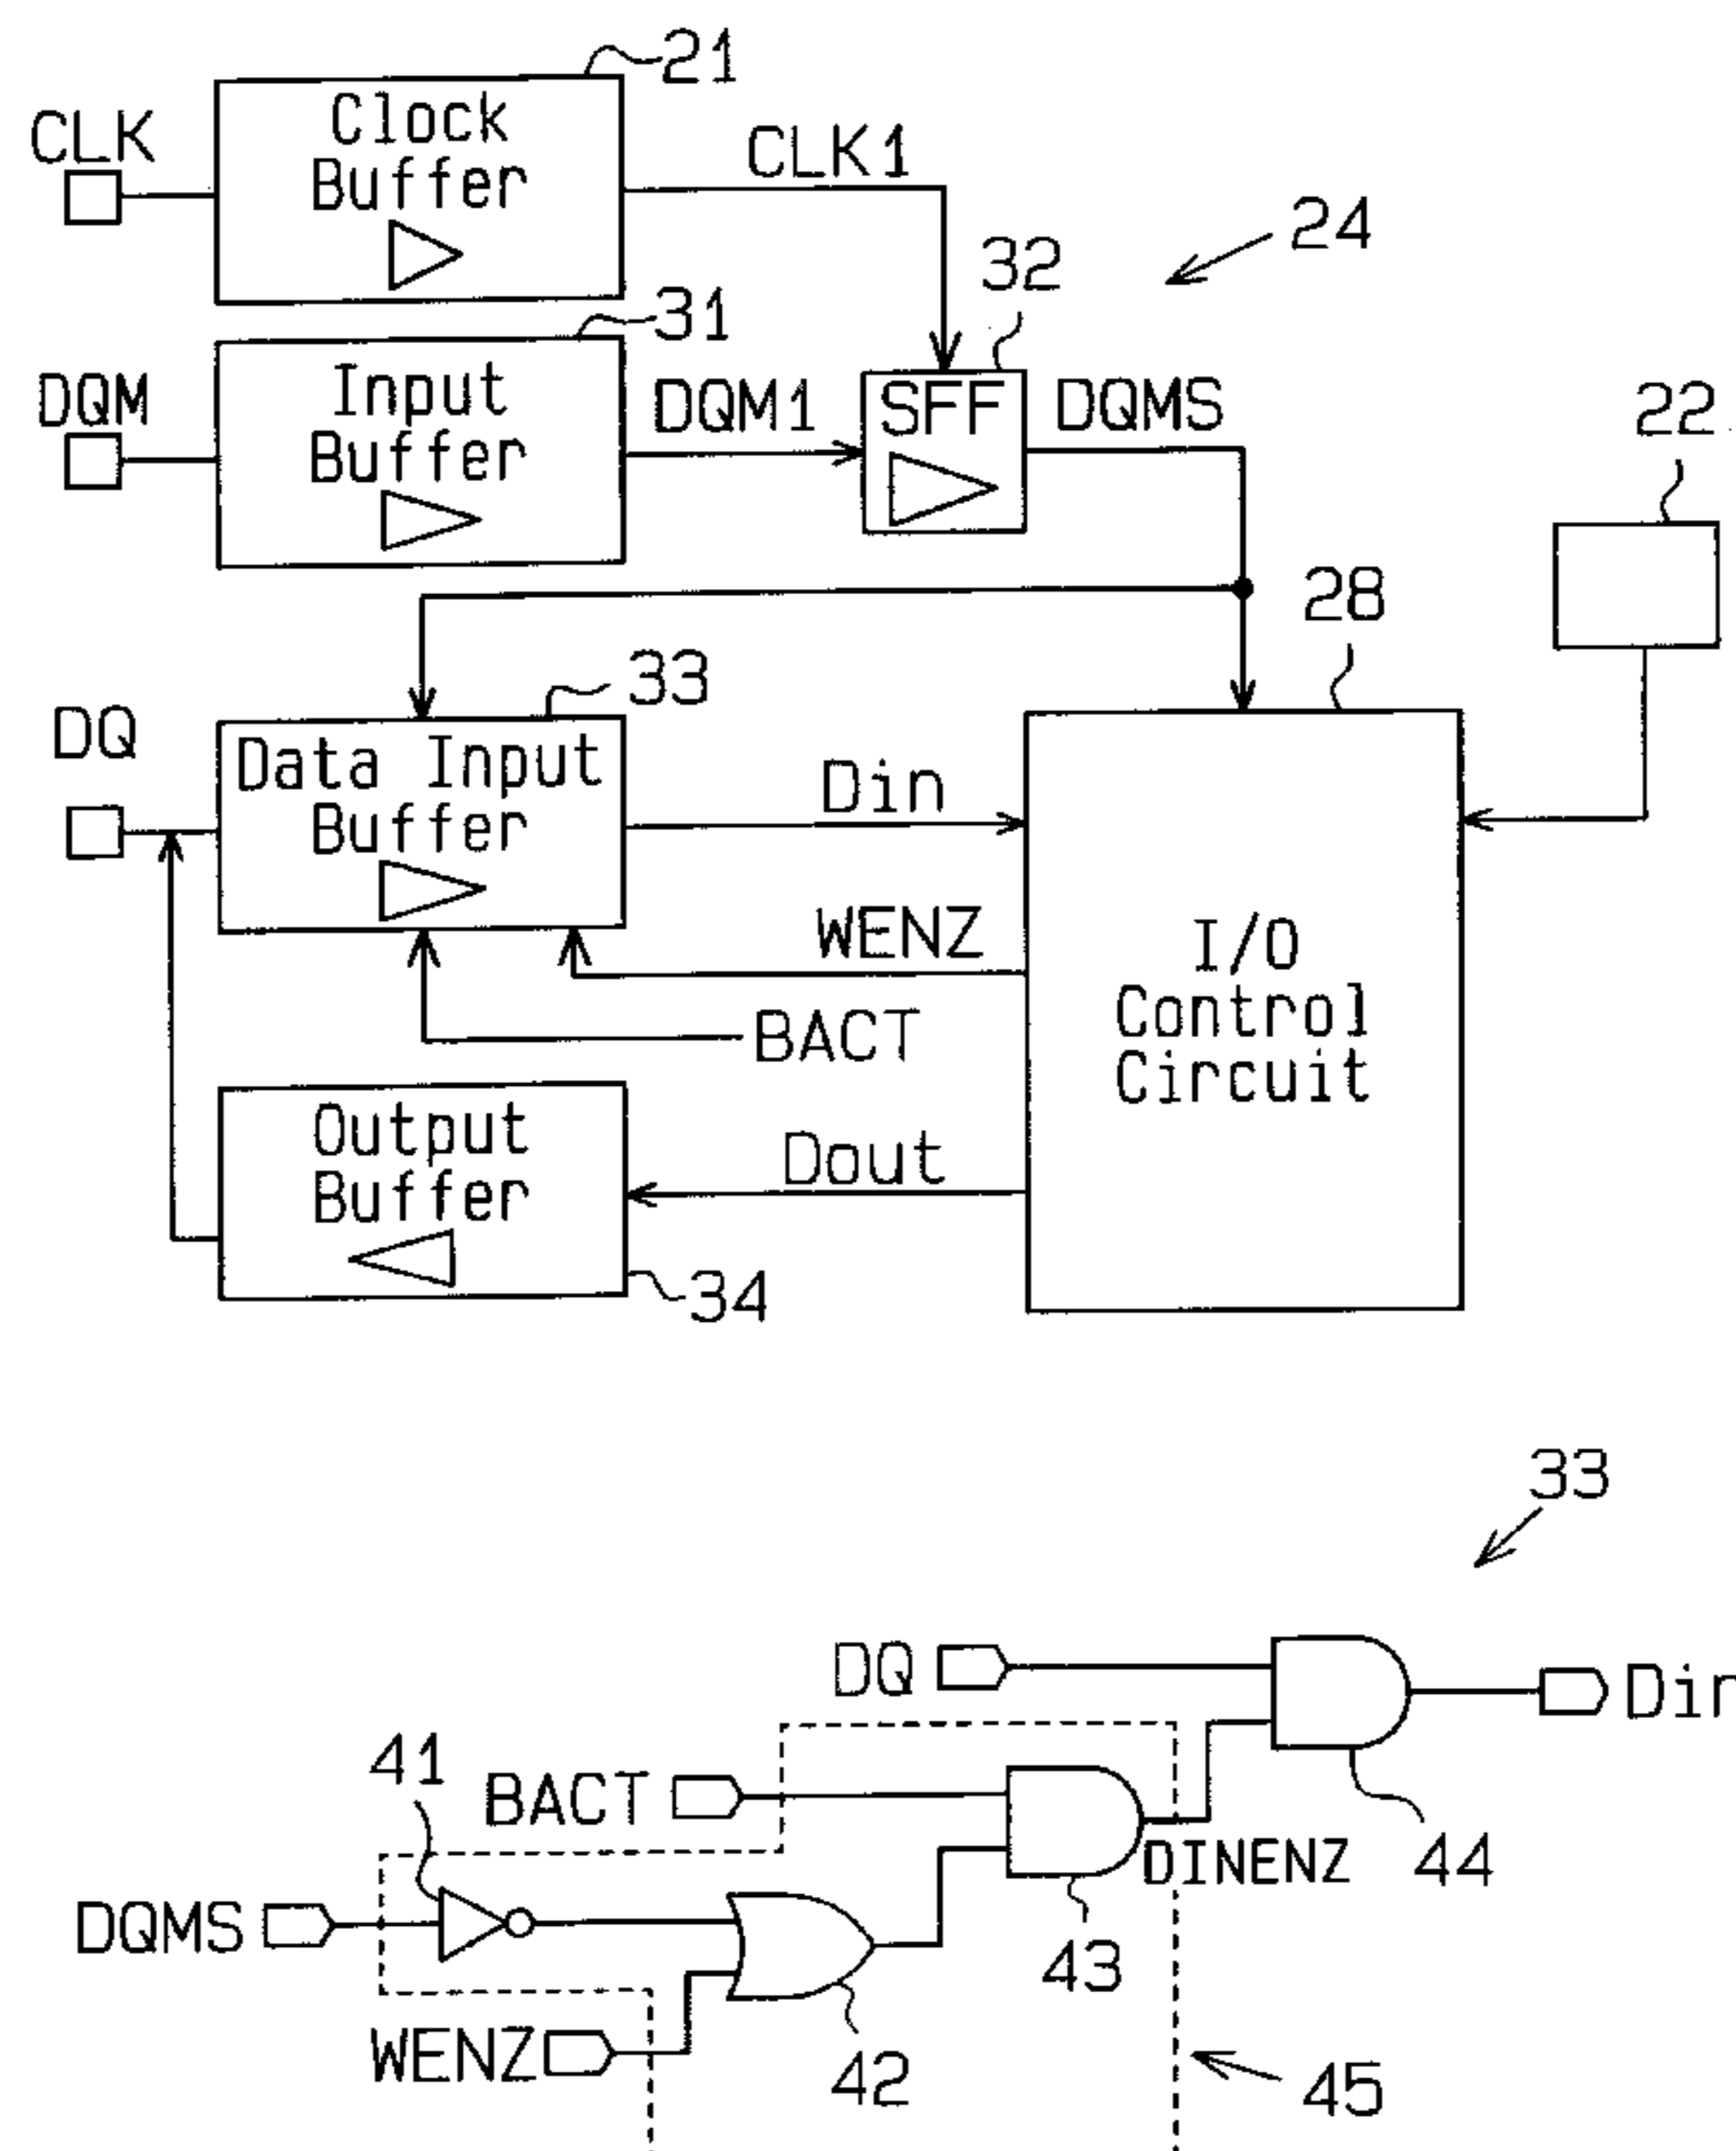 21
CLK
Clock
Buffer
CLK1
24
32
31
DQM
Input
Buffer
DQM1
SFF
DQMS
22
28
33
DQ
Data Input
Buffer
Din
WENZ
I/O
Control
Circuit
BACT
Output
Buffer
Dout
34
33
DQ
Din
41
BACT
DINENZ
44
DQMS
43
WENZ
42
45